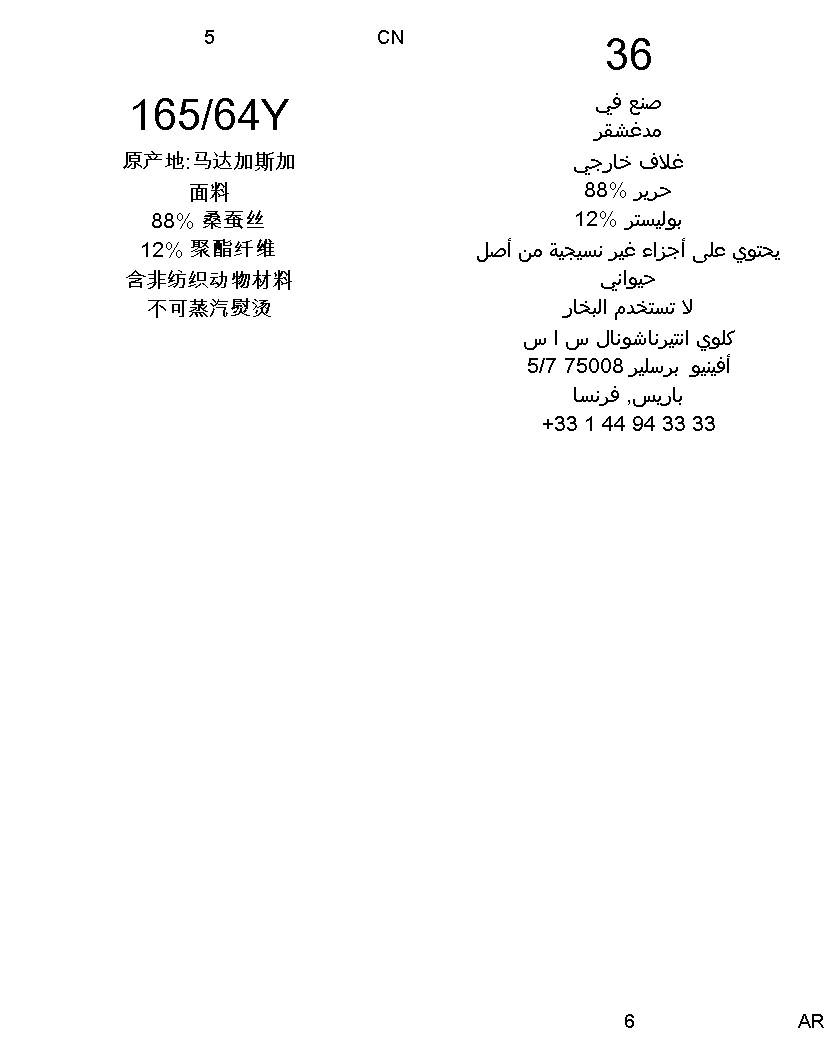 5
CN
165/64Y
原产地:马达加斯加
面料
88% 桑蚕丝
12% 聚酯纤维
含非纺织动物材料
不可蒸汽熨烫
36
صنع في
مدغشقر
غلاف خارجي
88% حرير
12% بوليستر
يحتوي على أجزاء غير نسيجية من أصل
حيواني
لا تستخدم البخار
كلوي انتيرناشونال س ا س
5/7 أفينيو برسلير 75008
باريس, فرنسا
+33 1 44 94 33 33
6
AR